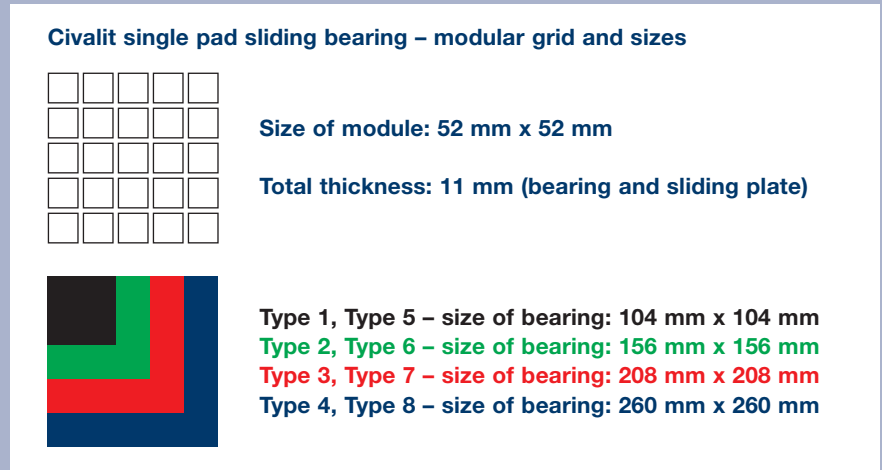 Civalit single pad sliding bearing – modular grid and sizes
Size of module: 52 mm x 52 mm
Total thickness: 11 mm (bearing and sliding plate)
Type 1, Type 5 – size of bearing: 104 mm x 104 mm
Type 2, Type 6 – size of bearing: 156 mm x 156 mm
Type 3, Type 7 – size of bearing: 208 mm x 208 mm
Type 4, Type 8 – size of bearing: 260 mm x 260 mm